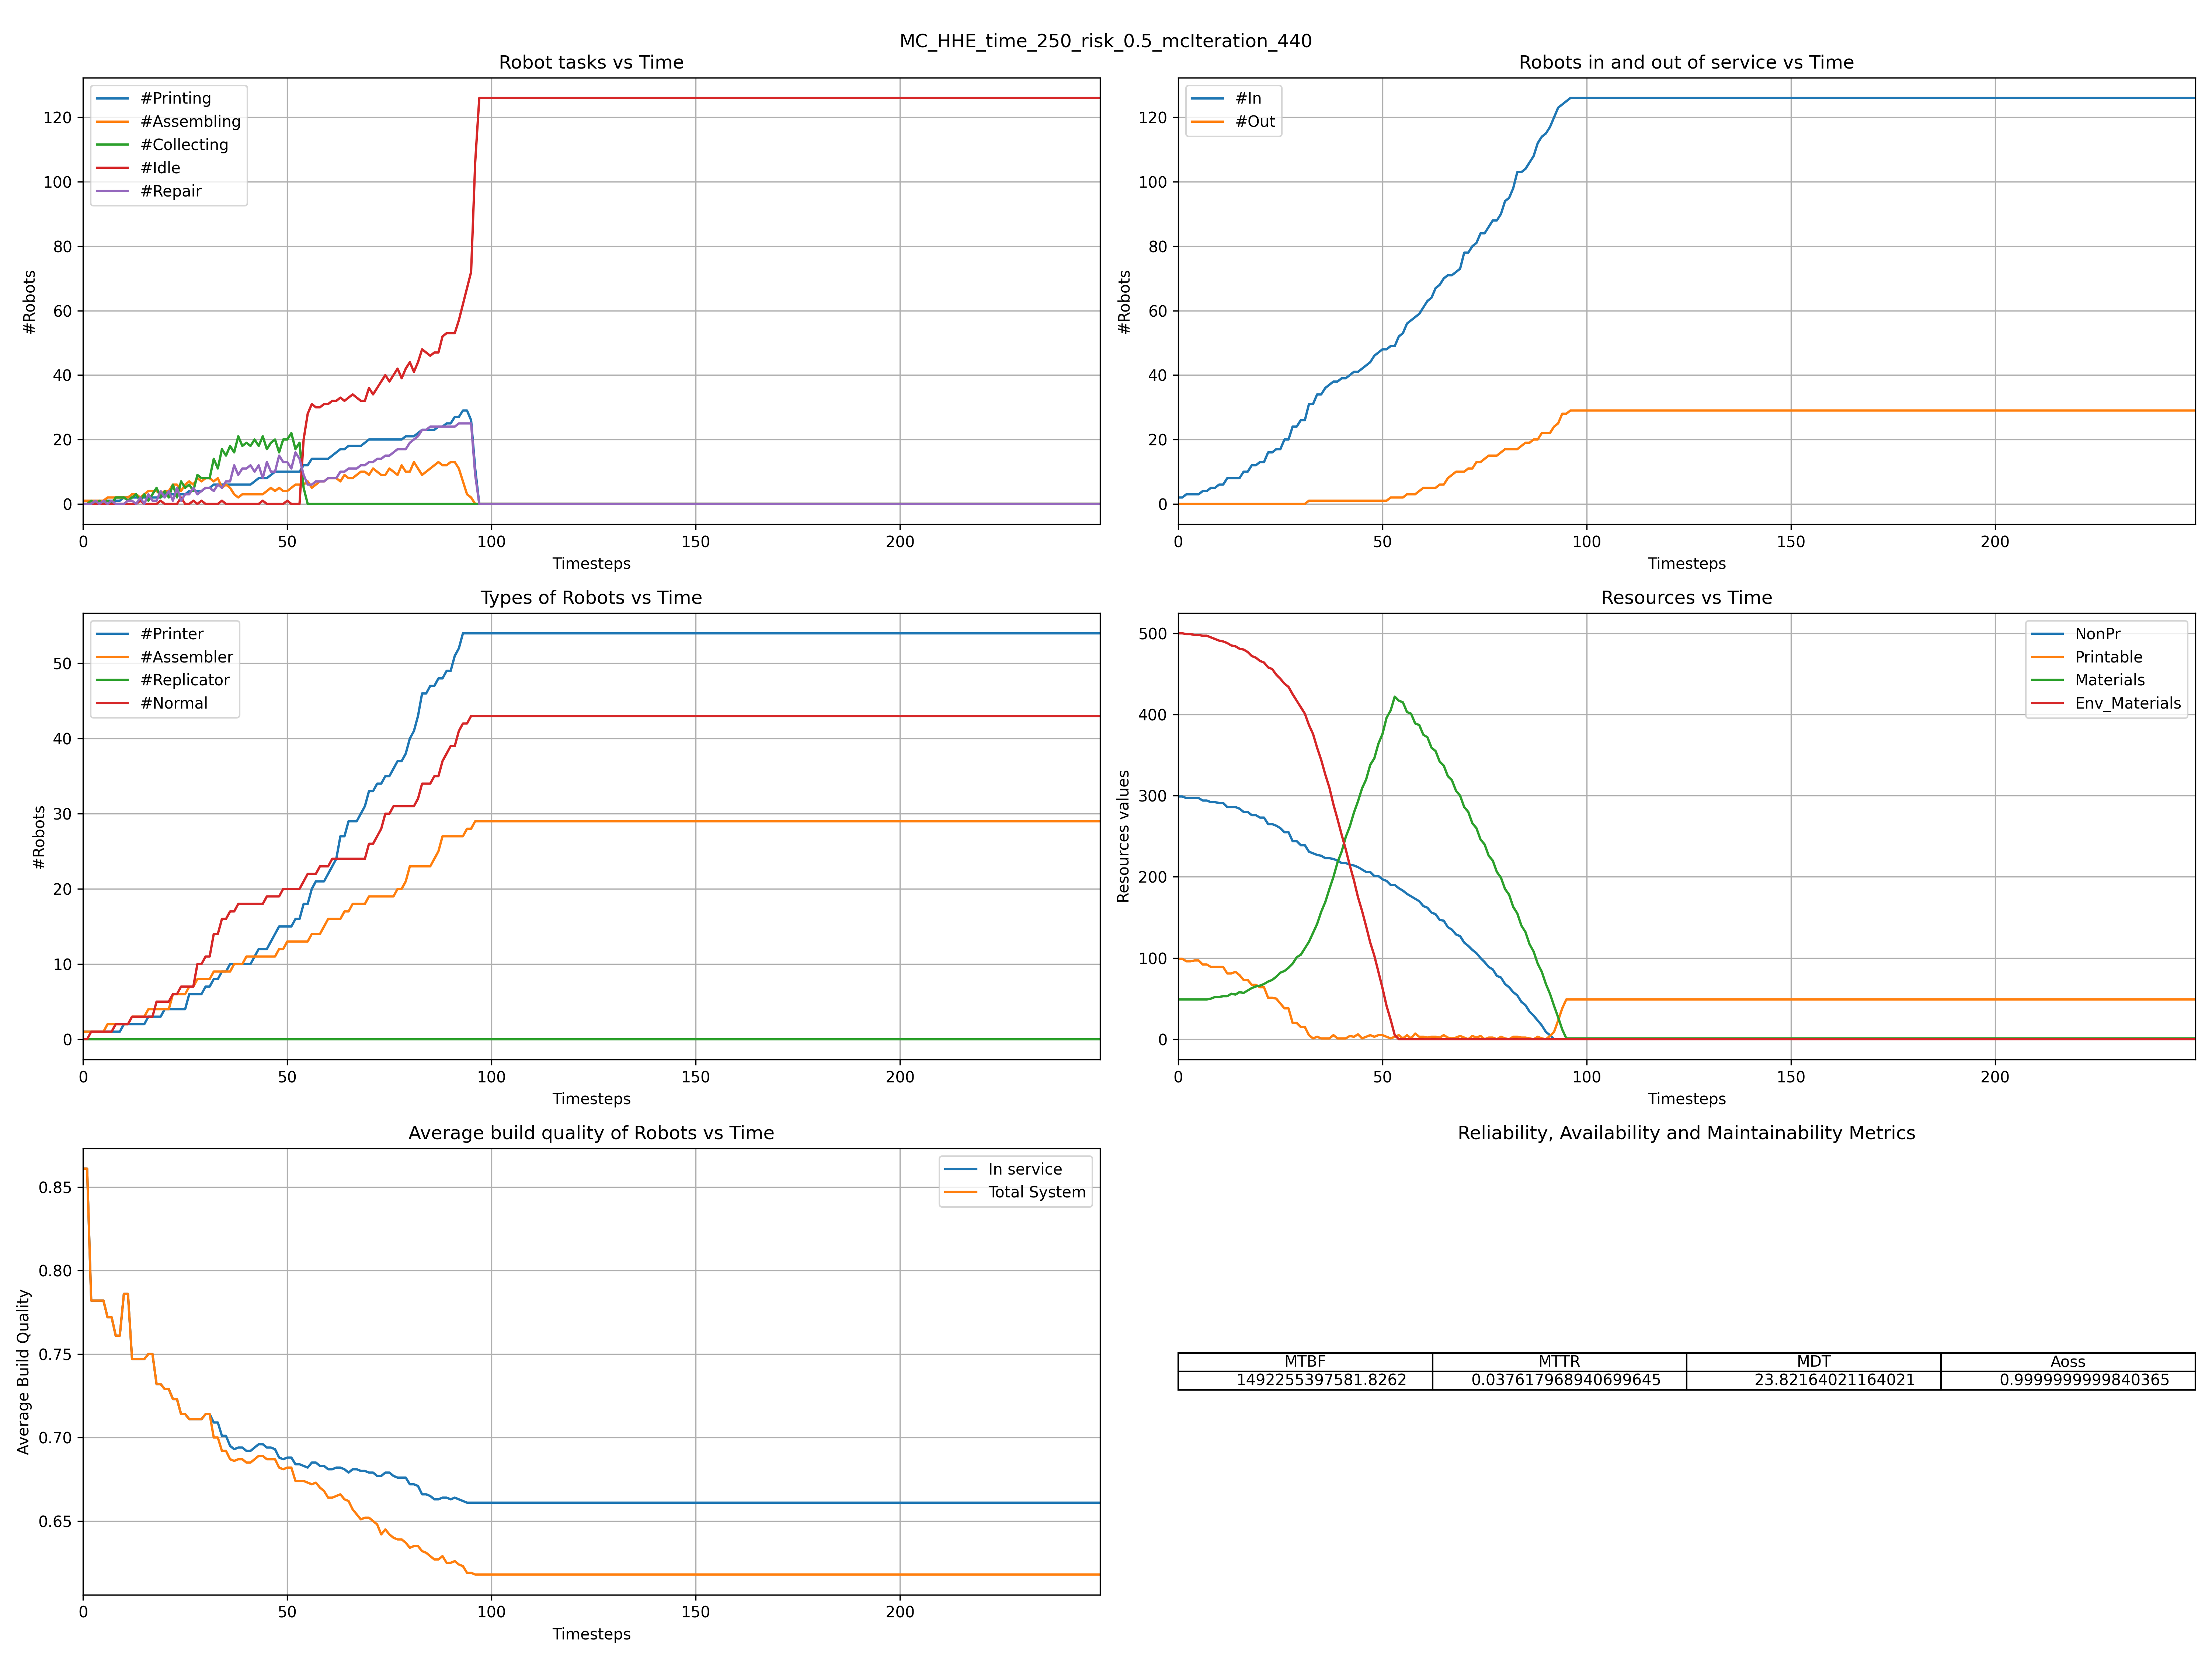 MC_HHE_time_250_risk_0.5_mcIteration_440
Robot tasks vs Time
#Robots
120
100
80
60
40
20
0
#Printing
#Assembling
#Collecting
#Idle
#Repair
0 50 100 150 200
Timesteps
Robots in and out of service vs Time
#Robots
120
100
80
60
40
20
0
#In
#Out
0 50 100 150 200
Timesteps
Types of Robots vs Time
#Robots
50
40
30
20
10
0
#Printer
#Assembler
#Replicator
#Normal
0 50 100 150 200
Timesteps
Resources vs Time
Resources values
500
400
300
200
100
0
NonPr
Printable
Materials
Env_Materials
0 50 100 150 200
Timesteps
Average build quality of Robots vs Time
Average Build Quality
0.85
0.80
0.75
0.70
0.65
In service
Total System
0 50 100 150 200
Timesteps
Reliability, Availability and Maintainability Metrics
MTBF MTTR MDT Aoss
1492255397581.8262 0.037617968940699645 23.82164021164021 0.9999999999840365